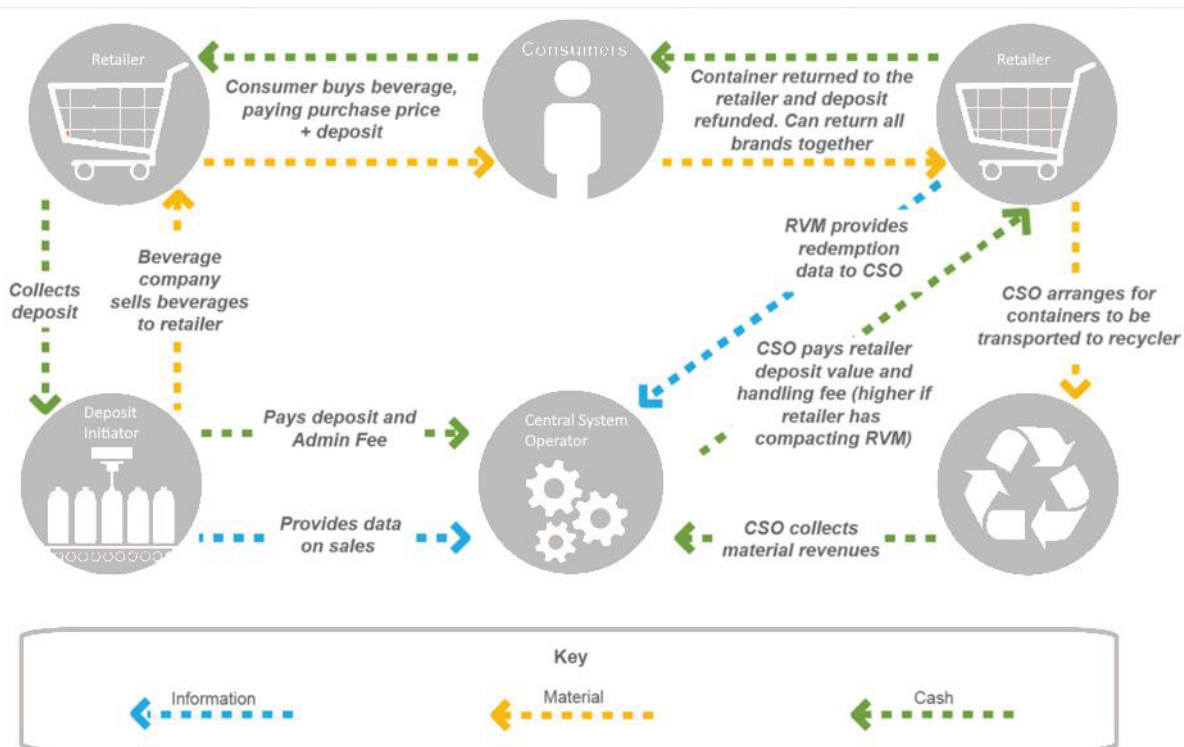 Retailer
Consumers
Retailer
Consumer buys beverage,
paying purchase price
+ deposit
Container returned to the
retailer and deposit
refunded. Can return all
brands together
Collects
deposit
Beverage
company
sells beverages
to retailer
RVM provides
redemption
data to CSO
CSO arranges for
containers to be
transported to recycler
CSO pays retailer
deposit value and
handling fee (higher if
retailer has
compacting RVM)
Deposit
Initiator
Pays deposit and
Admin Fee
Central System
Operator
Provides data
on sales
CSO collects
material revenues
Key
Information
Material
Cash